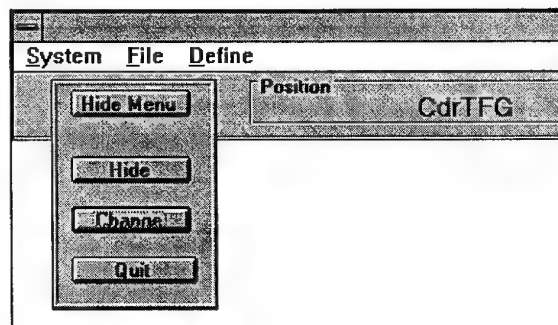 System File Define
Hide Menu
Position
CdrTFG
Hide
Change
Quit